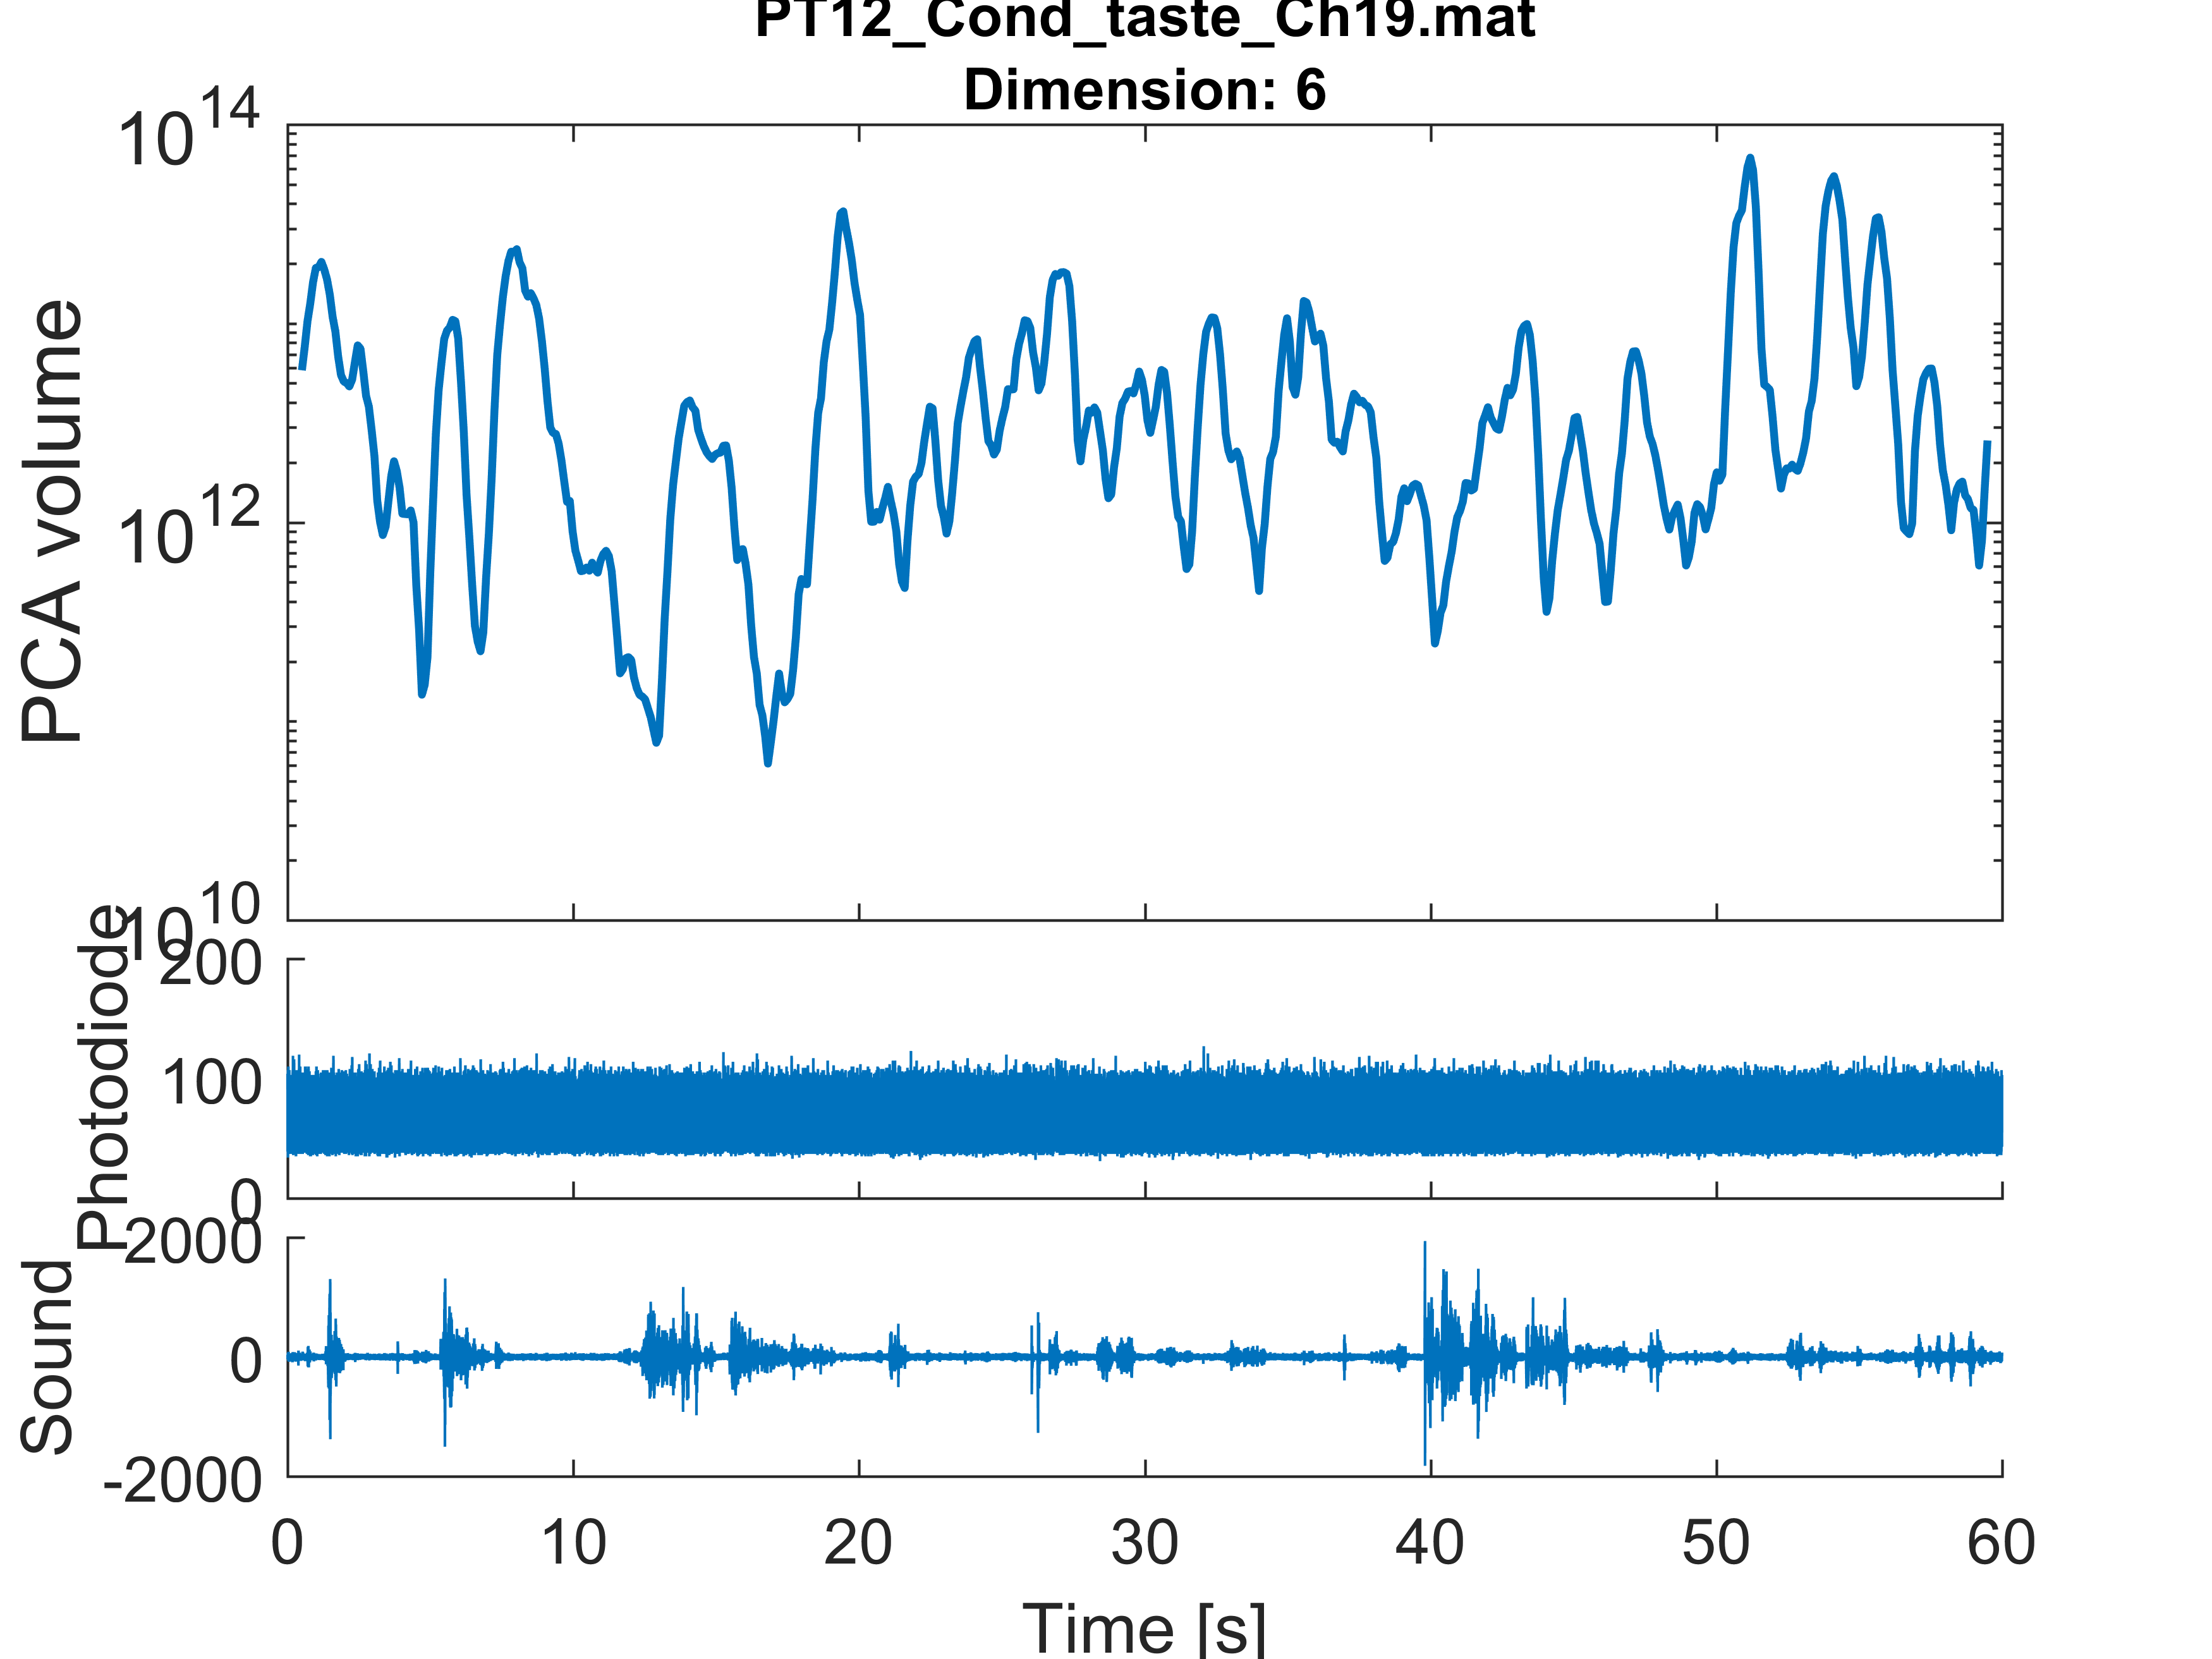 PT12_Cond_taste_Ch19.mat
Dimension: 6
PCA volume
10^14
10^12
10^10
Photodiode
200
100
0
Sound
2000
0
-2000
0 10 20 30 40 50 60
Time [s]